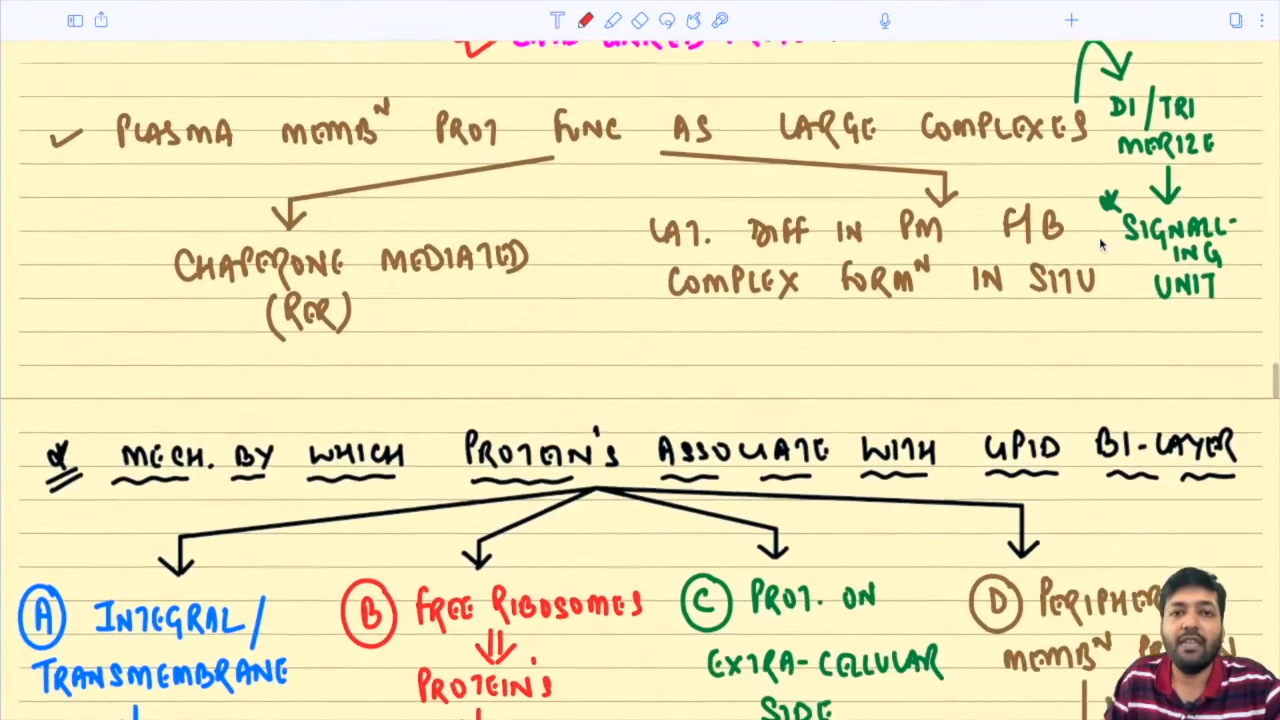 PLASMA MEMBᴺ PROT FUNC AS LARGE COMPLEXES
DI/TRI
MERIZE
CHAPERONE MEDIATED
(RER)
LAT. DIFF IN PM F/B
COMPLEX FORMᴺ IN SITU
* SIGNALL-
ING
UNIT
* MECH. BY WHICH PROTEIN'S ASSOCIATE WITH LIPID BI-LAYER
A INTEGRAL/
TRANSMEMBRANE
B FREE RIBOSOMES
PROTEIN'S
C PROT. ON
EXTRA-CELLULAR
SIDE
D
MEMBᴺ